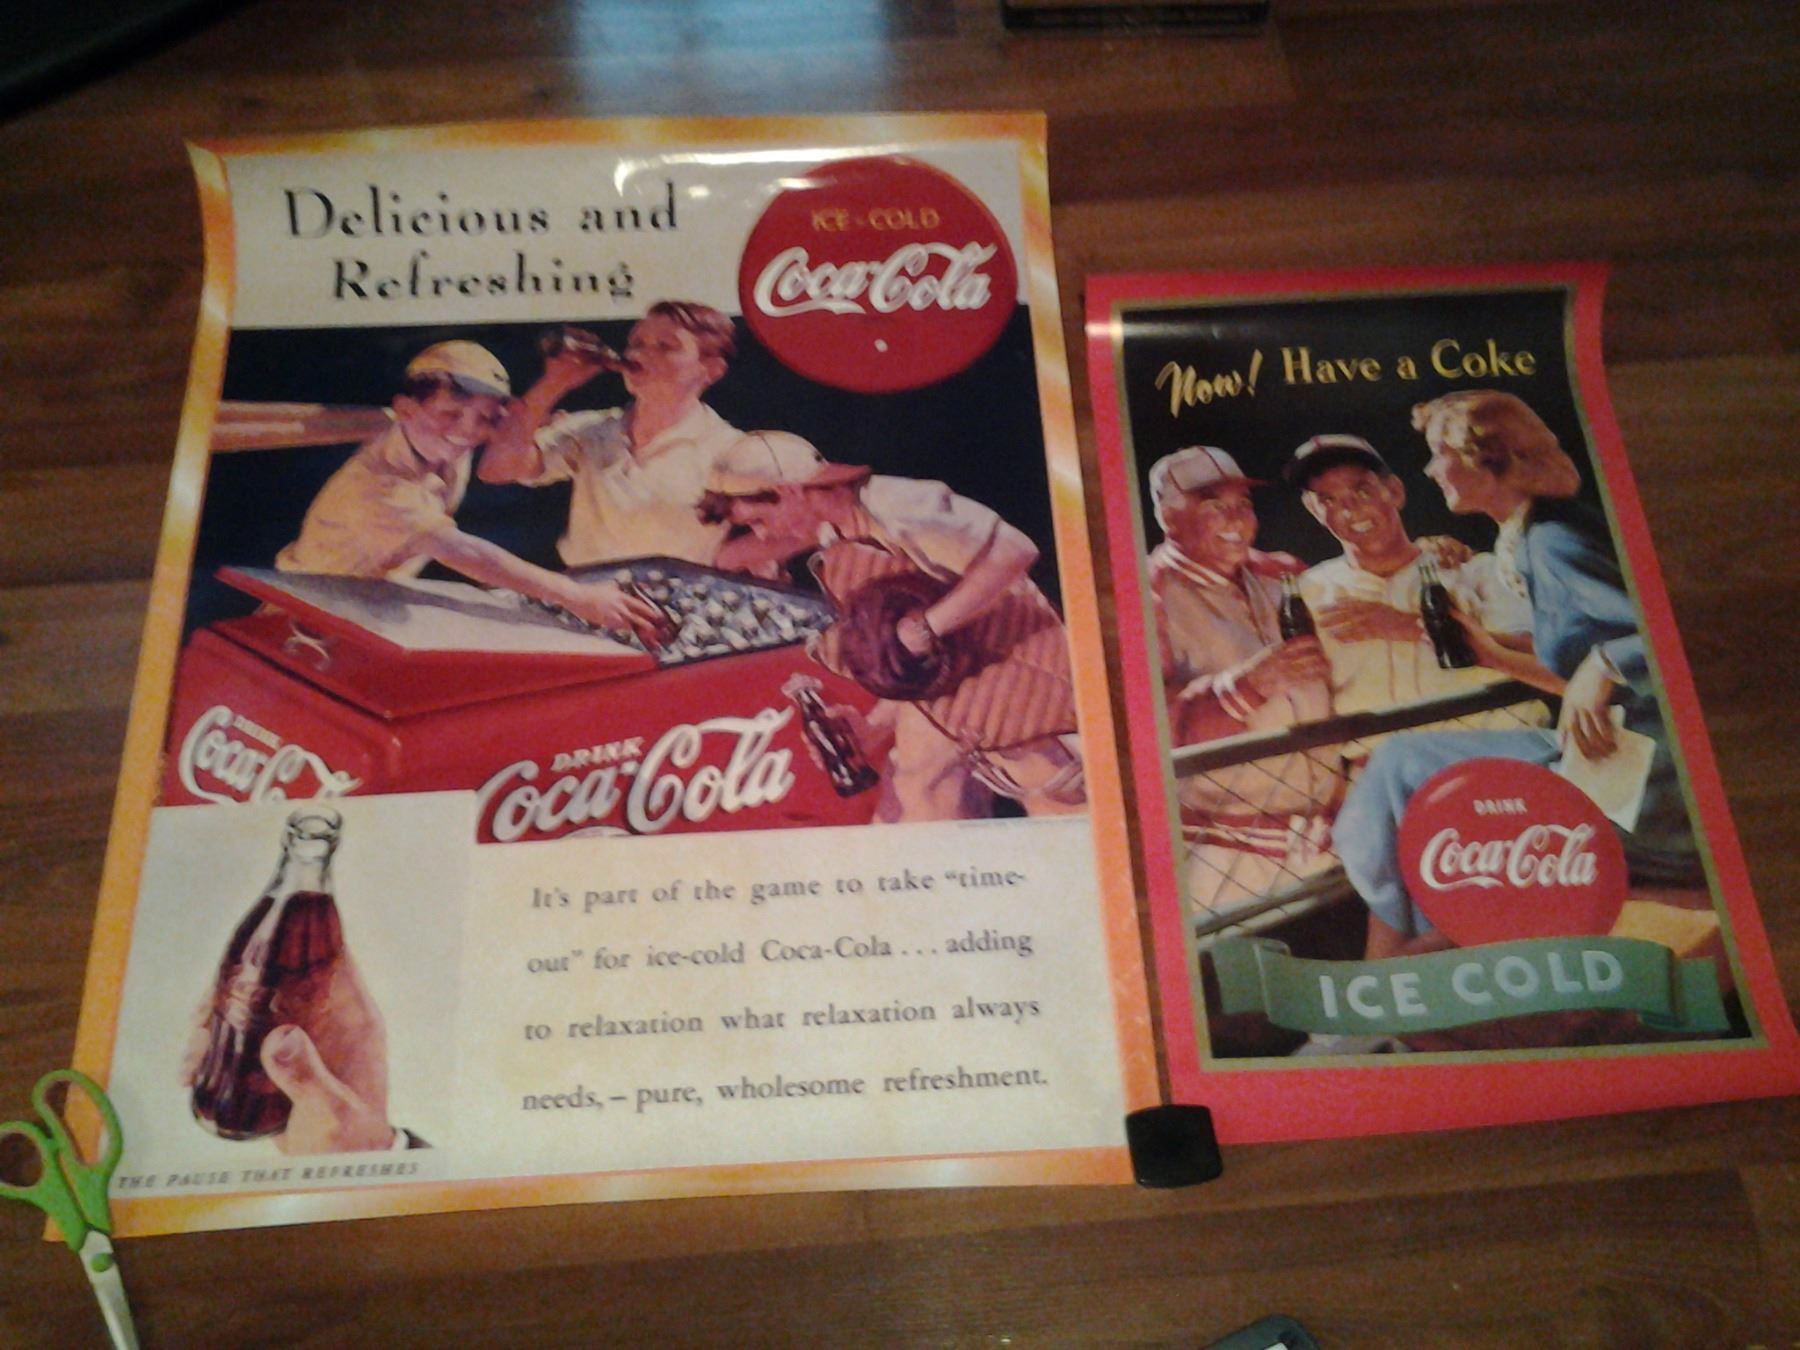 Delicious and
Refreshing
ICE-COLD
Coca-Cola
DRINK
Coca-Cola
DRINK
Coca-Cola
It's part of the game to take “time-
out” for ice-cold Coca-Cola... adding
to relaxation what relaxation always
needs, – pure, wholesome refreshment.
THE PAUSE THAT REFRESHES
Now! Have a Coke
DRINK
Coca-Cola
ICE COLD